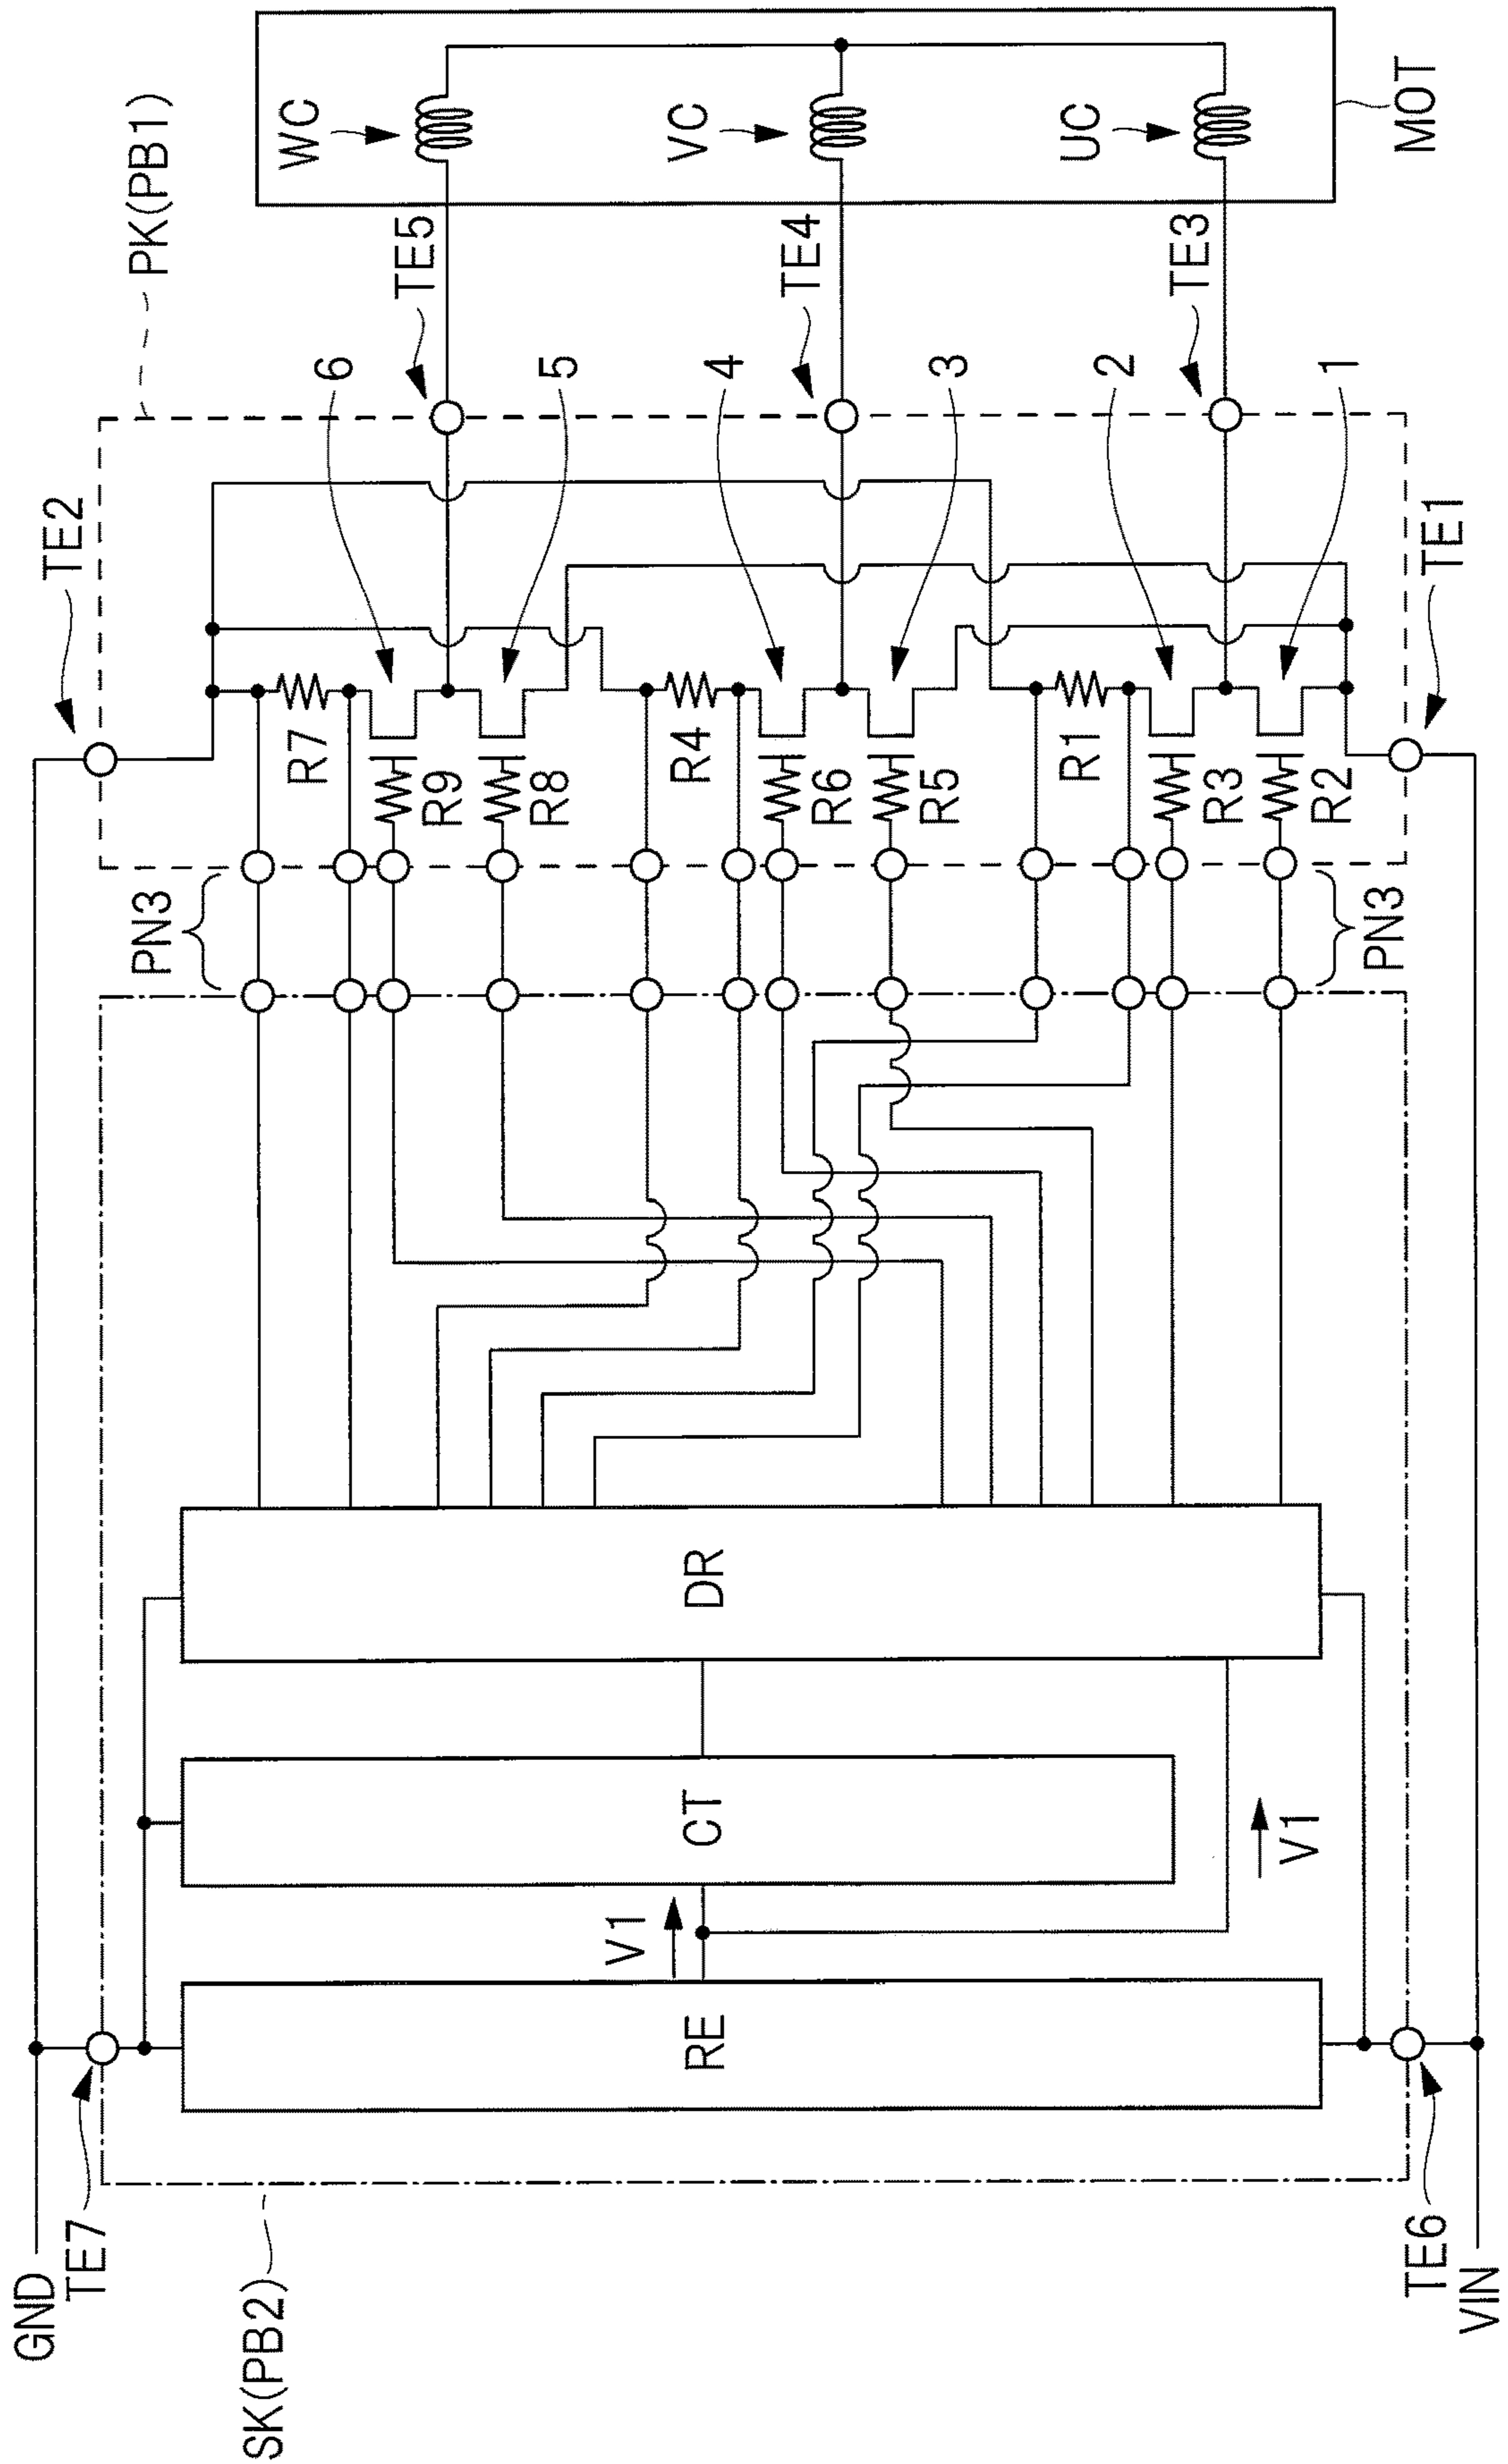 PK(PB1)
WC
VC
UC
MOT
TE5
TE4
TE3
6
5
4
3
2
1
TE2
TE1
R7
R9
R8
R4
R6
R5
R1
R3
R2
PN3
PN3
DR
CT
V1
V1
RE
TE7
TE6
GND
VIN
SK(PB2)